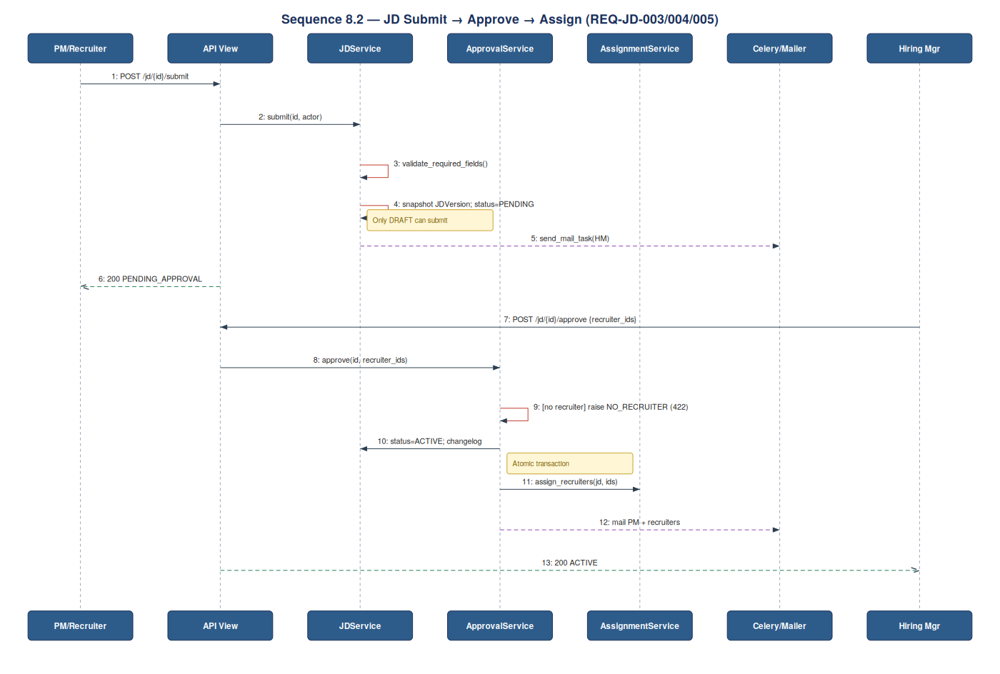 Sequence 8.2 — JD Submit → Approve → Assign (REQ-JD-003/004/005)
PM/Recruiter
API View
JDService
ApprovalService
AssignmentService
Celery/Mailer
Hiring Mgr
1: POST /jd/{id}/submit
2: submit(id, actor)
3: validate_required_fields()
4: snapshot JDVersion; status=PENDING
Only DRAFT can submit
5: send_mail_task(HM)
6: 200 PENDING_APPROVAL
7: POST /jd/{id}/approve {recruiter_ids}
8: approve(id, recruiter_ids)
9: [no recruiter] raise NO_RECRUITER (422)
10: status=ACTIVE; changelog
Atomic transaction
11: assign_recruiters(jd, ids)
12: mail PM + recruiters
13: 200 ACTIVE
PM/Recruiter
API View
JDService
ApprovalService
AssignmentService
Celery/Mailer
Hiring Mgr